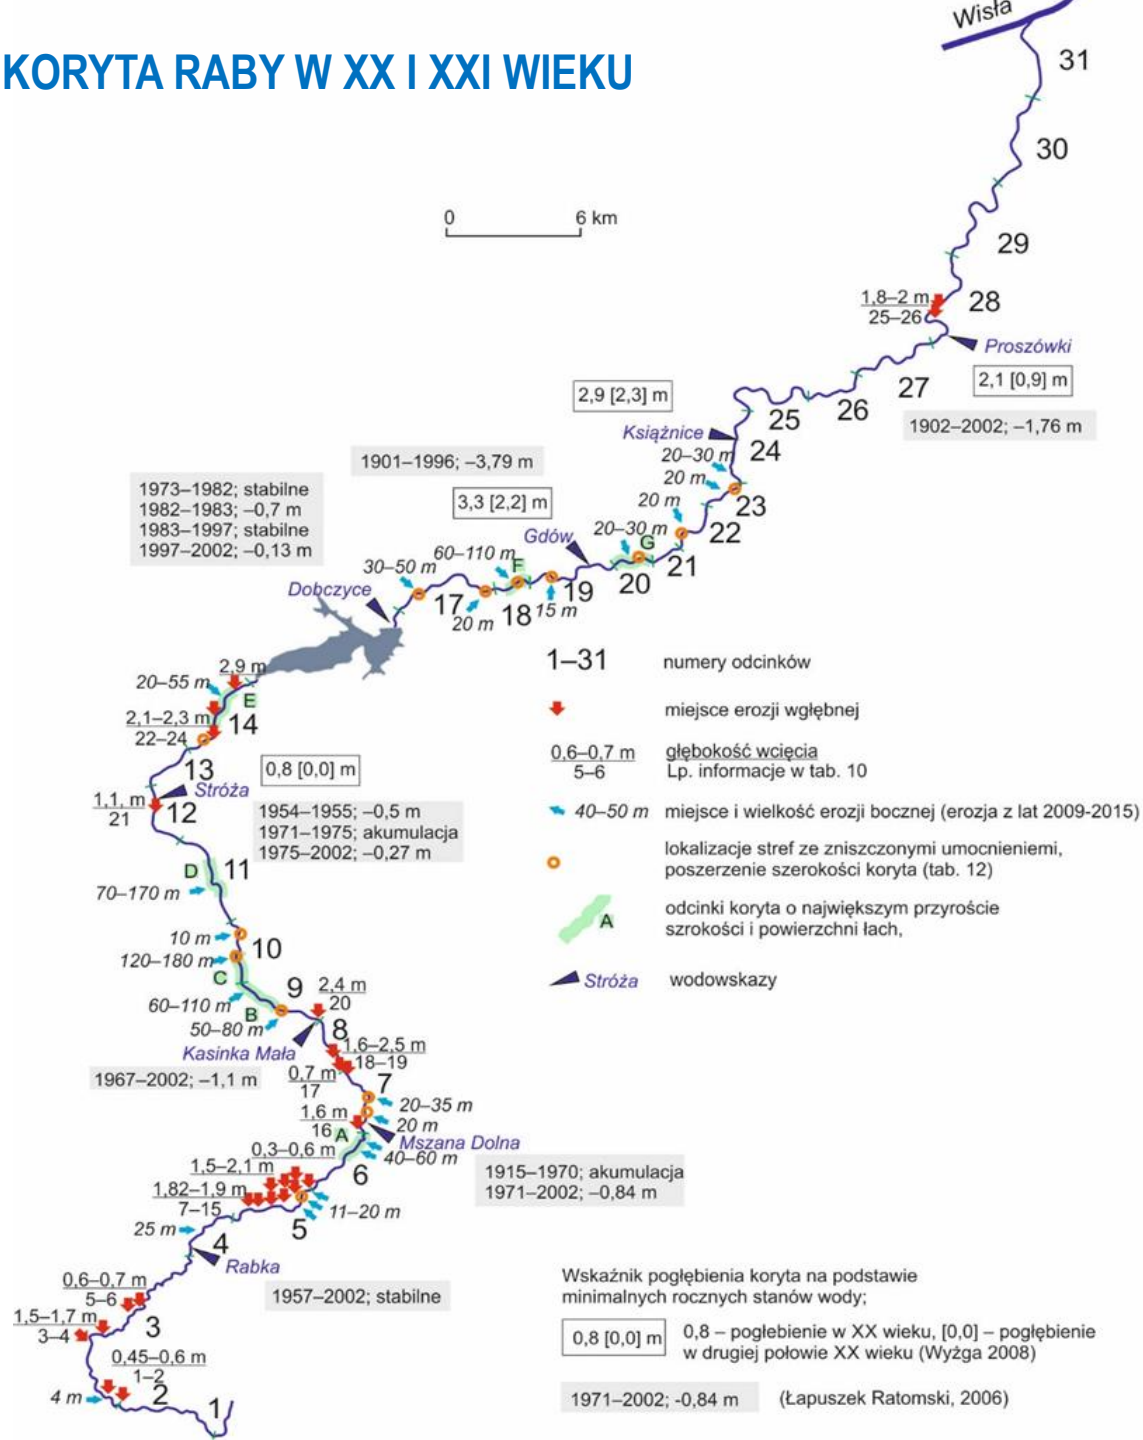 Wisła
KORYTA RABY W XX I XXI WIEKU
31
30
0 6 km
29
1,8–2 m
25–26
28
Proszówki
2,1 [0,9] m
27
26
25
1902–2002; –1,76 m
2,9 [2,3] m
Książnice
24
1901–1996; –3,79 m
20–30 m
20 m
23
3,3 [2,2] m
20 m
22
1973–1982; stabilne
1982–1983; –0,7 m
1983–1997; stabilne
1997–2002; –0,13 m
Gdów
20–30 m
G
21
20
19
60–110 m
F
30–50 m
17
20 m
18
15 m
Dobczyce
2,9 m
20–55 m
E
2,1–2,3 m
22–24
14
13
0,8 [0,0] m
Stróża
1,1, m
21
12
1954–1955; –0,5 m
1971–1975; akumulacja
1975–2002; –0,27 m
D
11
70–170 m
10 m
10
120–180 m
C
9
60–110 m
B
50–80 m
2,4 m
20
8
Kasinka Mała
1,6–2,5 m
18–19
1967–2002; –1,1 m
0,7 m
17
7
20–35 m
1,6 m
16
20 m
A
Mszana Dolna
0,3–0,6 m
40–60 m
1,5–2,1 m
6
1915–1970; akumulacja
1971–2002; –0,84 m
1,82–1,9 m
7–15
11–20 m
5
25 m
4
Rabka
0,6–0,7 m
5–6
1957–2002; stabilne
1,5–1,7 m
3–4
3
0,45–0,6 m
1–2
2
4 m
1
1–31 numery odcinków
miejsce erozji wgłębnej
0,6–0,7 m głębokość wcięcia
5–6 Lp. informacje w tab. 10
40–50 m miejsce i wielkość erozji bocznej (erozja z lat 2009-2015)
lokalizacje stref ze zniszczonymi umocnieniemi,
poszerzenie szerokości koryta (tab. 12)
A odcinki koryta o największym przyroście
szrokości i powierzchni łach,
Stróża wodowskazy
Wskaźnik pogłębienia koryta na podstawie
minimalnych rocznych stanów wody;
0,8 [0,0] m 0,8 – pogłebienie w XX wieku, [0,0] – pogłębienie
w drugiej połowie XX wieku (Wyżga 2008)
1971–2002; -0,84 m (Łapuszek Ratomski, 2006)